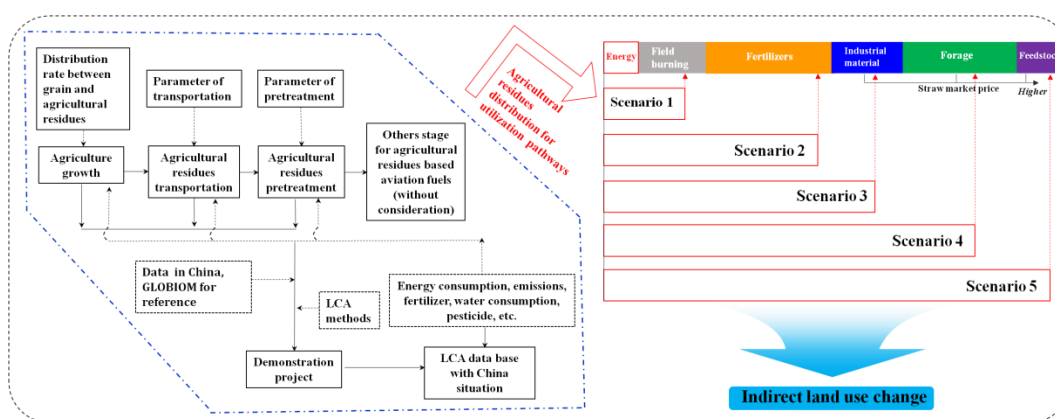 Distribution
rate between
grain and
agricultural
residues
Parameter of
transportation
Parameter of
pretreatment
Agriculture
growth
Agricultural
residues
transportation
Agricultural
residues
pretreatment
Others stage
for agricultural
residues based
aviation fuels
(without
consideration)
Data in China,
GLOBIOM for
reference
LCA
methods
Energy consumption, emissions,
fertilizer, water consumption,
pesticide, etc.
Demonstration
project
LCA data base
with China
situation
Agricultural
residues
distribution for
utilization pathways
Energy
Field
burning
Fertilizers
Industrial
material
Forage
Feedstoc
Straw market price
Higher
Scenario 1
Scenario 2
Scenario 3
Scenario 4
Scenario 5
Indirect land use change